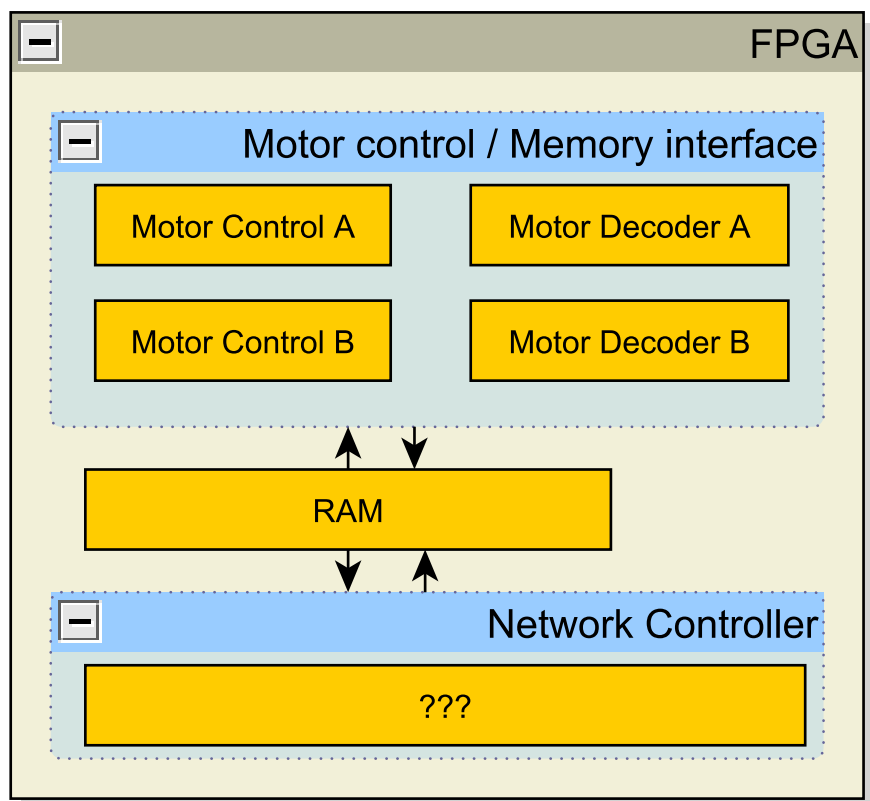 FPGA
Motor control / Memory interface
Motor Control A
Motor Decoder A
Motor Control B
Motor Decoder B
RAM
Network Controller
???